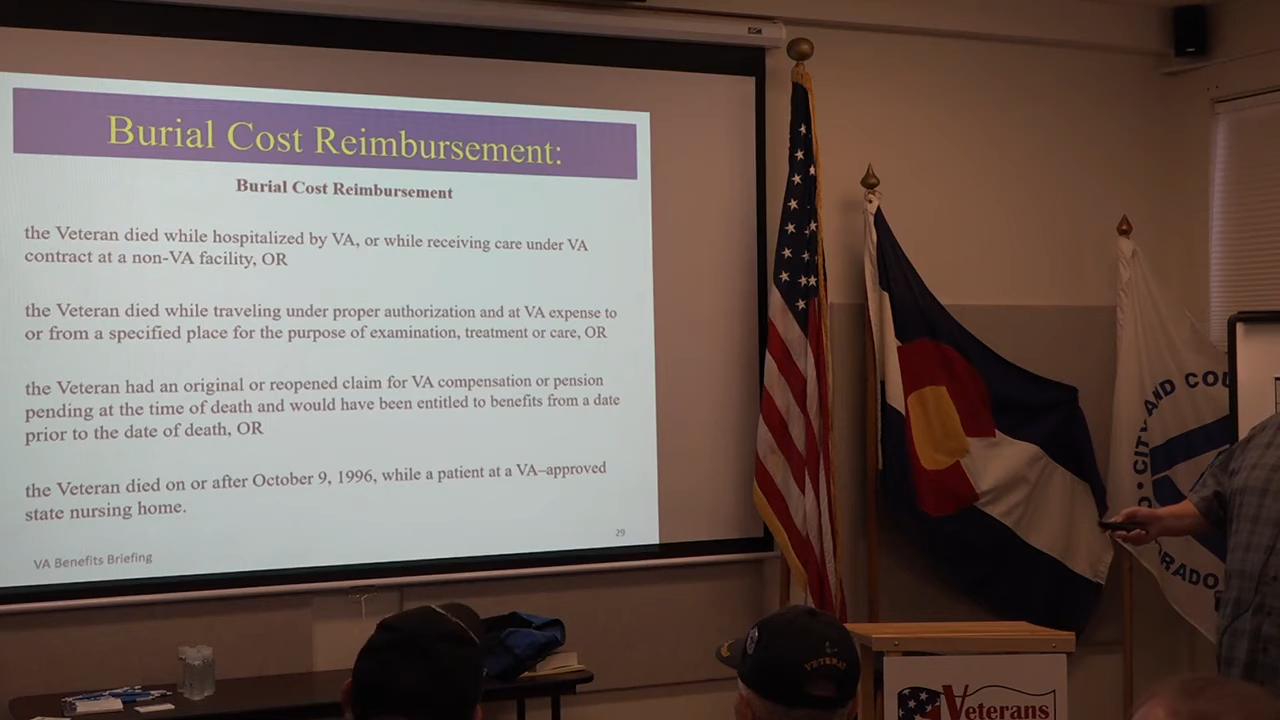 Burial Cost Reimbursement:
Burial Cost Reimbursement
the Veteran died while hospitalized by VA, or while receiving care under VA
contract at a non-VA facility, OR
the Veteran died while traveling under proper authorization and at VA expense to
or from a specified place for the purpose of examination, treatment or care, OR
the Veteran had an original or reopened claim for VA compensation or pension
pending at the time of death and would have been entitled to benefits from a date
prior to the date of death, OR
the Veteran died on or after October 9, 1996, while a patient at a VA–approved
state nursing home.
29
VA Benefits Briefing
CITY AND COU
RADO
VETERAN
Veterans